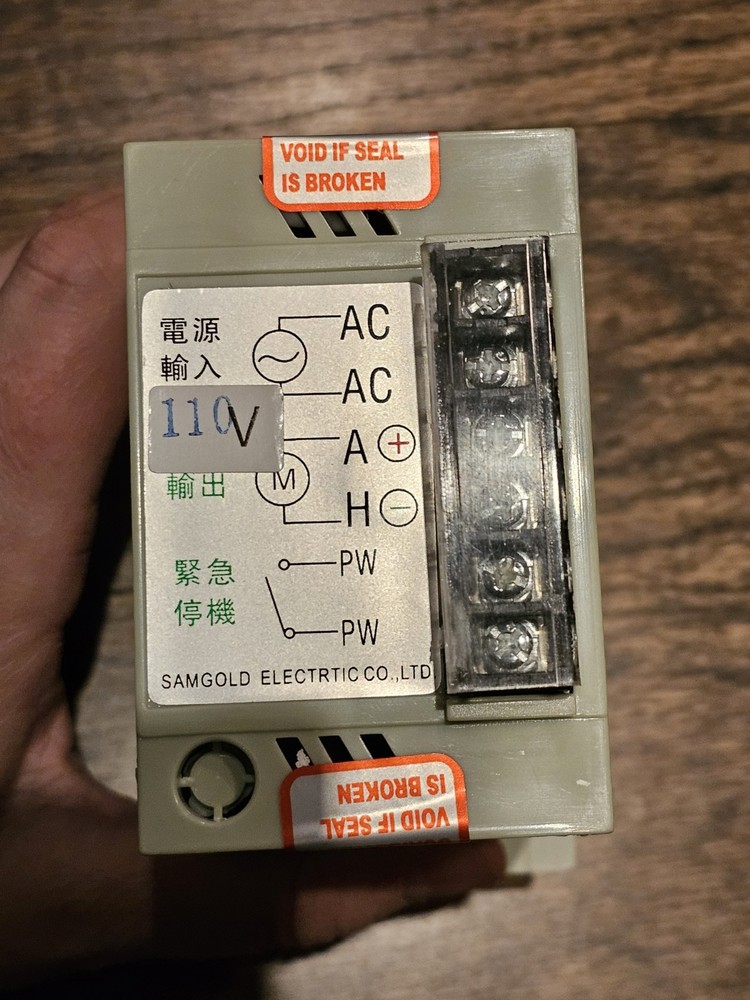 VOID IF SEAL
IS BROKEN
電源 AC
輸入
AC
110V
A +
M
輸出
H −
緊急 PW
停機
PW
SAMGOLD ELECTRTIC CO.,LTD
VOID IF SEAL
IS BROKEN